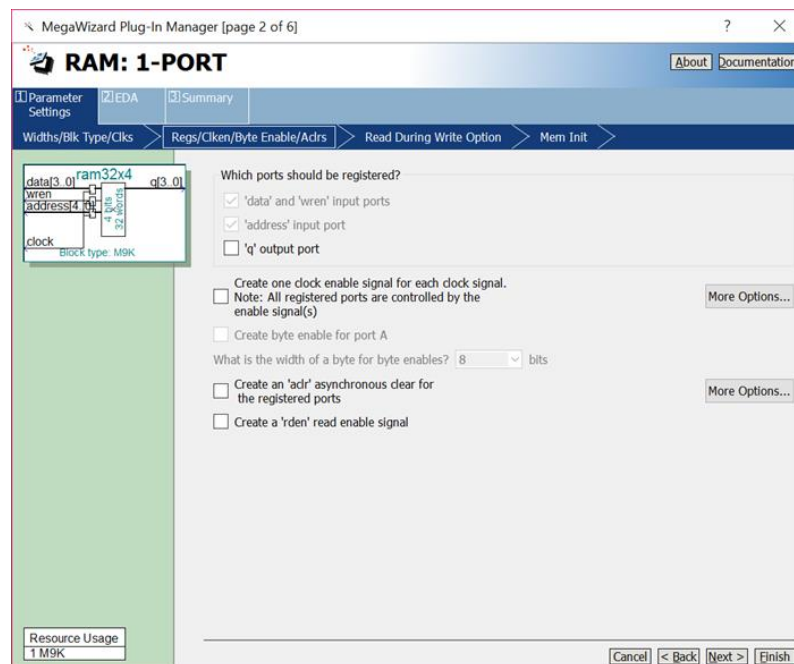 MegaWizard Plug-In Manager [page 2 of 6]
? X
RAM: 1-PORT
About Documentation
1 Parameter Settings
2 EDA
3 Summary
Widths/Blk Type/Clks
Regs/Clken/Byte Enable/Aclrs
Read During Write Option
Mem Init
ram32x4
data[3..0]
q[3..0]
wren
address[4..0]
4 bits
32 words
clock
Block type: M9K
Which ports should be registered?
'data' and 'wren' input ports
'address' input port
'q' output port
Create one clock enable signal for each clock signal.
Note: All registered ports are controlled by the
enable signal(s)
More Options...
Create byte enable for port A
What is the width of a byte for byte enables? 8 bits
Create an 'aclr' asynchronous clear for
the registered ports
More Options...
Create a 'rden' read enable signal
Resource Usage
1 M9K
Cancel < Back Next > Finish